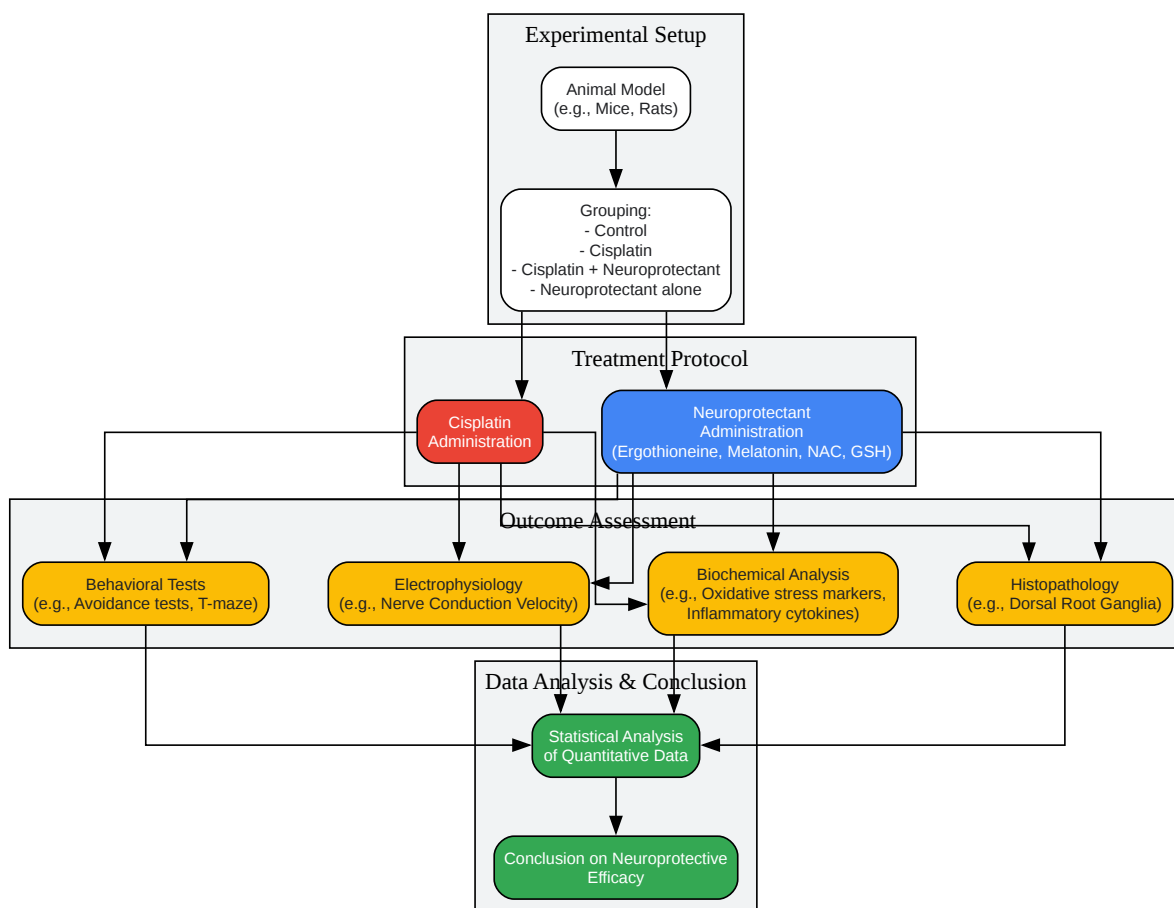 Experimental Setup
Animal Model
(e.g., Mice, Rats)
Grouping:
- Control
- Cisplatin
- Cisplatin + Neuroprotectant
- Neuroprotectant alone
Treatment Protocol
Cisplatin
Administration
Neuroprotectant
Administration
(Ergothioneine, Melatonin, NAC, GSH)
Outcome Assessment
Behavioral Tests
(e.g., Avoidance tests, T-maze)
Electrophysiology
(e.g., Nerve Conduction Velocity)
Biochemical Analysis
(e.g., Oxidative stress markers,
Inflammatory cytokines)
Histopathology
(e.g., Dorsal Root Ganglia)
Data Analysis & Conclusion
Statistical Analysis
of Quantitative Data
Conclusion on Neuroprotective
Efficacy